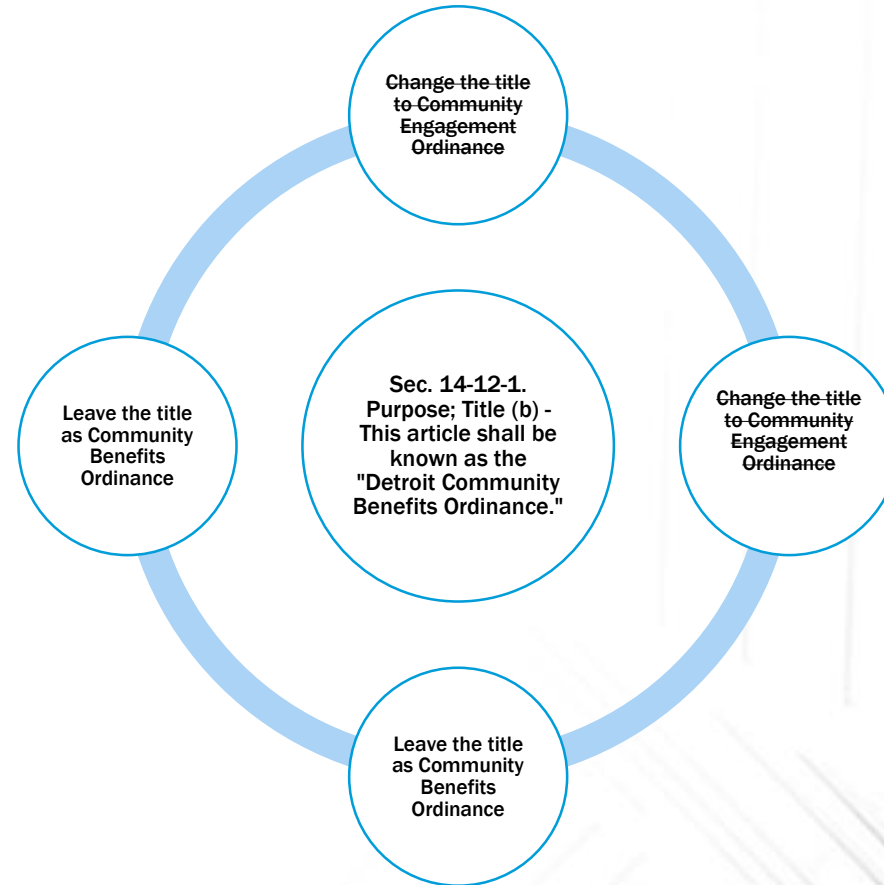 Change the title
to Community
Engagement
Ordinance
Leave the title
as Community
Benefits
Ordinance
Sec. 14-12-1.
Purpose; Title (b) -
This article shall be
known as the
"Detroit Community
Benefits Ordinance."
Change the title
to Community
Engagement
Ordinance
Leave the title
as Community
Benefits
Ordinance